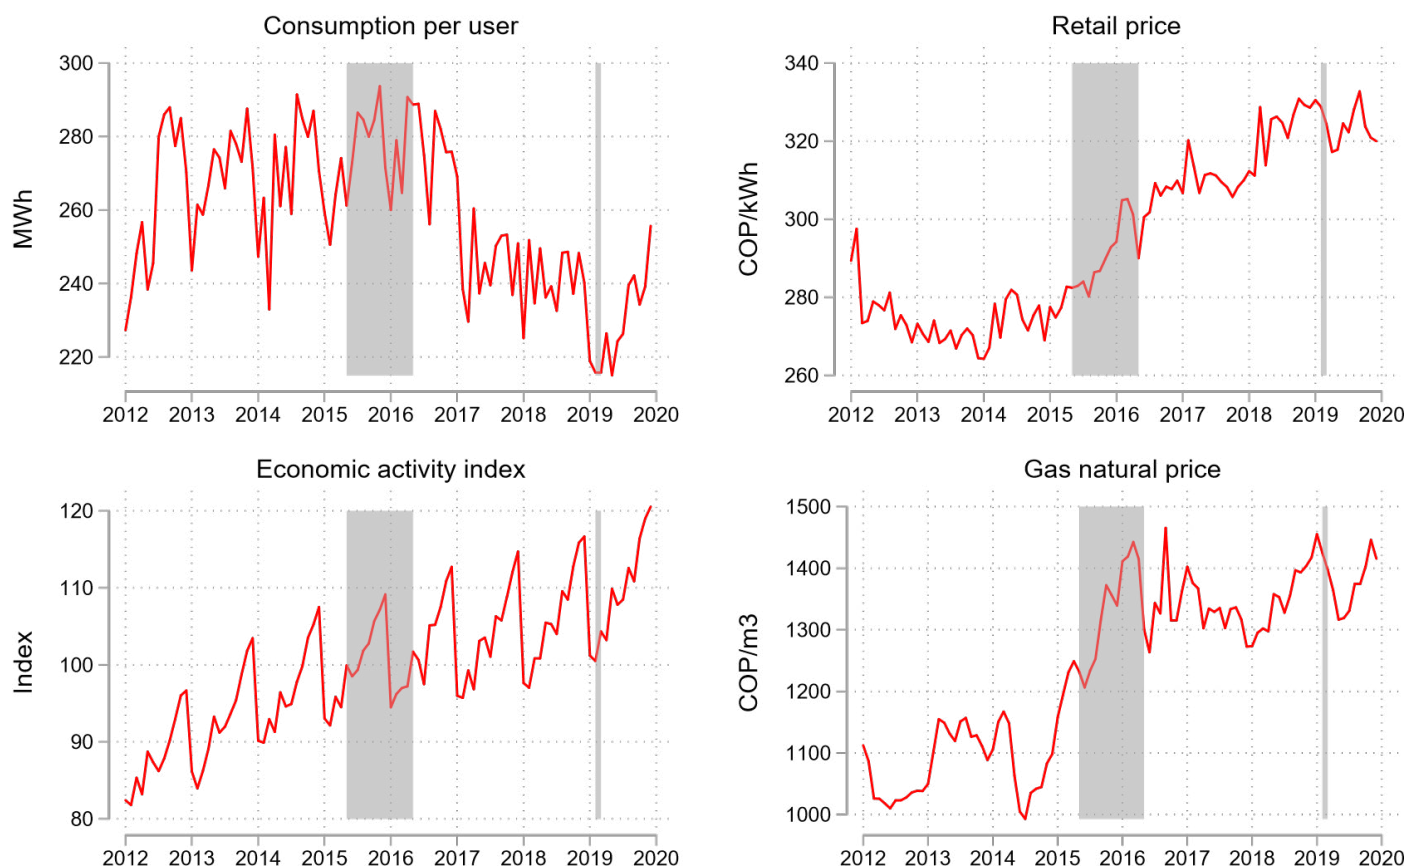 Consumption per user
MWh
300
280
260
240
220
2012 2013 2014 2015 2016 2017 2018 2019 2020
Retail price
COP/kWh
340
320
300
280
260
2012 2013 2014 2015 2016 2017 2018 2019 2020
Economic activity index
Index
120
110
100
90
80
2012 2013 2014 2015 2016 2017 2018 2019 2020
Gas natural price
COP/m3
1500
1400
1300
1200
1100
1000
2012 2013 2014 2015 2016 2017 2018 2019 2020